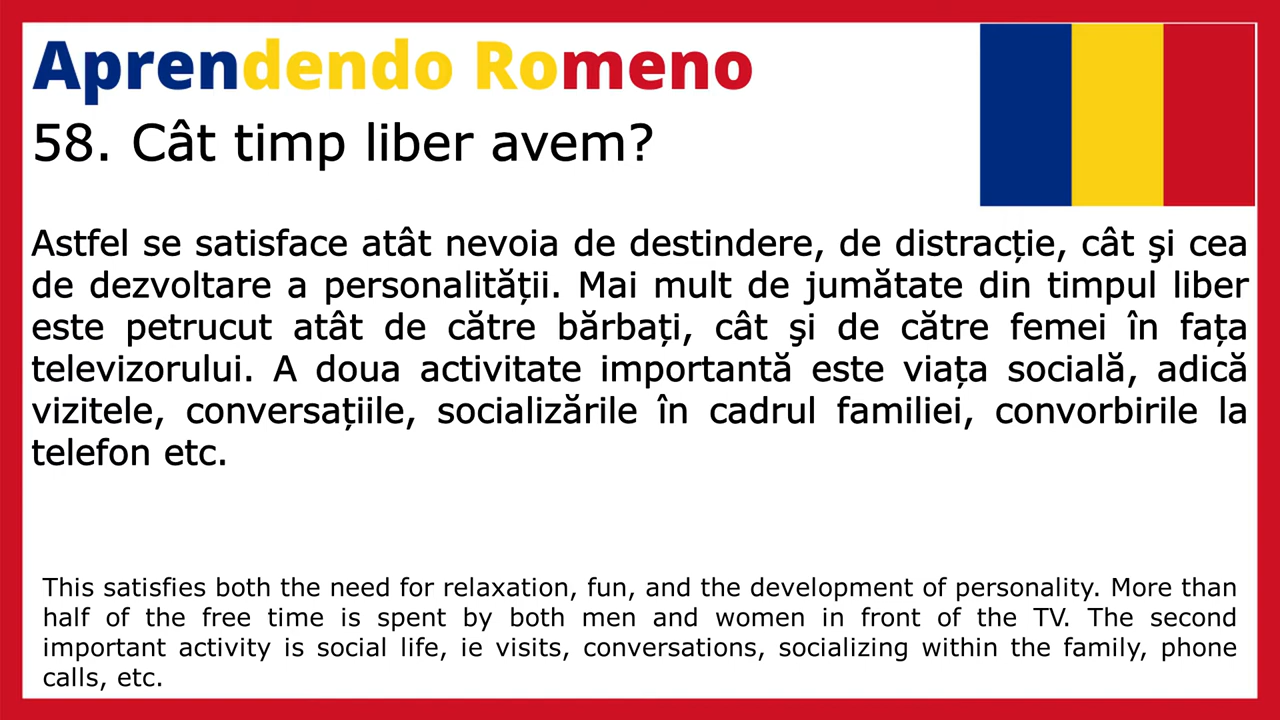 Aprendendo Romeno
58. Cât timp liber avem?
Astfel se satisface atât nevoia de destindere, de distracție, cât şi cea
de dezvoltare a personalității. Mai mult de jumătate din timpul liber
este petrucut atât de către bărbați, cât şi de către femei în fața
televizorului. A doua activitate importantă este viața socială, adică
vizitele, conversațiile, socializările în cadrul familiei, convorbirile la
telefon etc.
This satisfies both the need for relaxation, fun, and the development of personality. More than
half of the free time is spent by both men and women in front of the TV. The second
important activity is social life, ie visits, conversations, socializing within the family, phone
calls, etc.